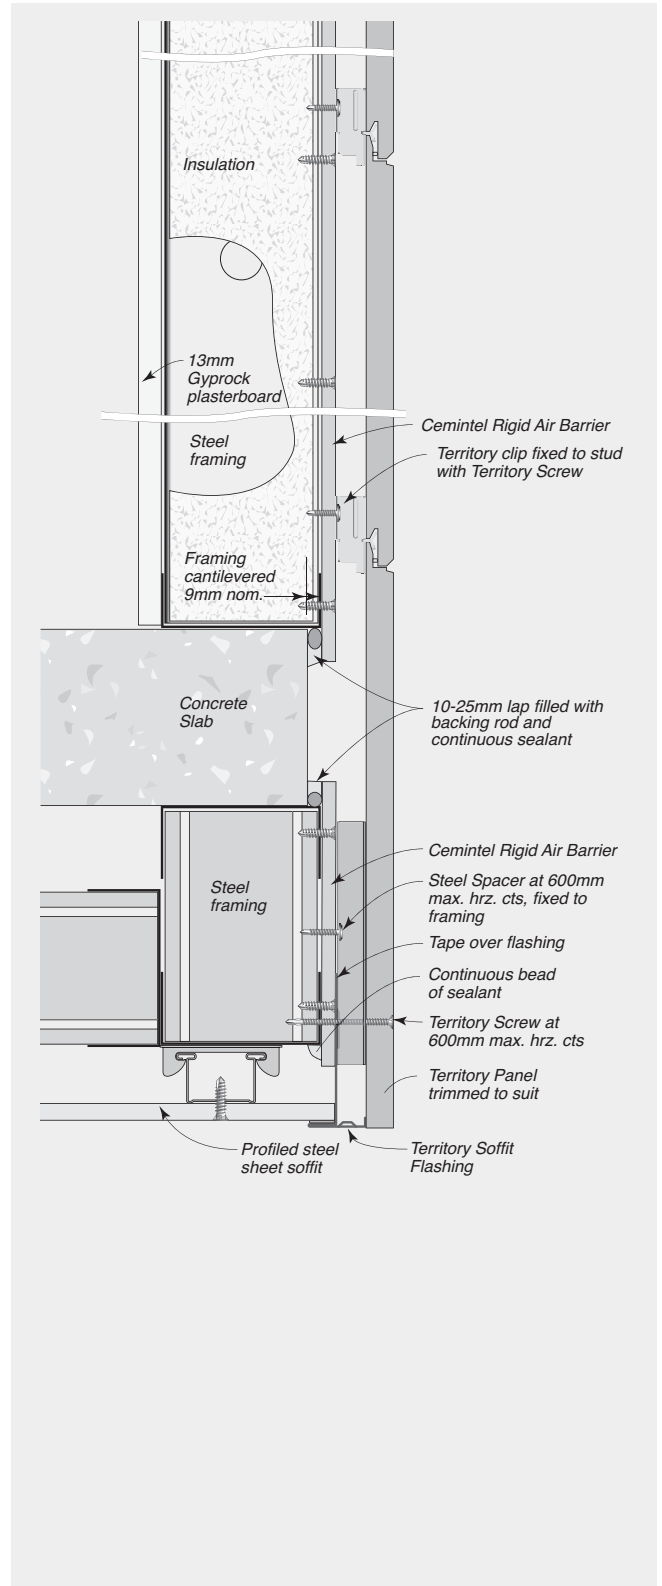 Insulation
13mm
Gyprock
plasterboard
Steel
framing
Cemintel Rigid Air Barrier
Territory clip fixed to stud
with Territory Screw
Framing
cantilevered
9mm nom.
Concrete
Slab
10-25mm lap filled with
backing rod and
continuous sealant
Steel
framing
Cemintel Rigid Air Barrier
Steel Spacer at 600mm
max. hrz. cts, fixed to
framing
Tape over flashing
Continuous bead
of sealant
Territory Screw at
600mm max. hrz. cts
Territory Panel
trimmed to suit
Profiled steel
sheet soffit
Territory Soffit
Flashing